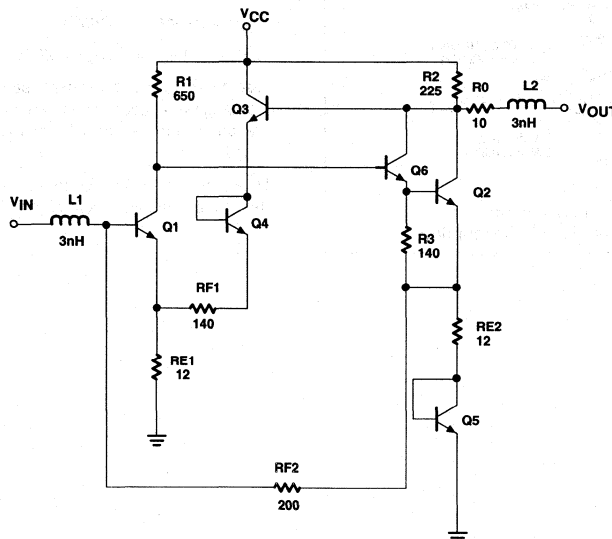 VCC
R1
650
R2
225
R0
10
L2
3nH
VOUT
Q3
Q6
Q2
VIN
L1
3nH
Q1
Q4
R3
140
RF1
140
RE1
12
RE2
12
Q5
RF2
200